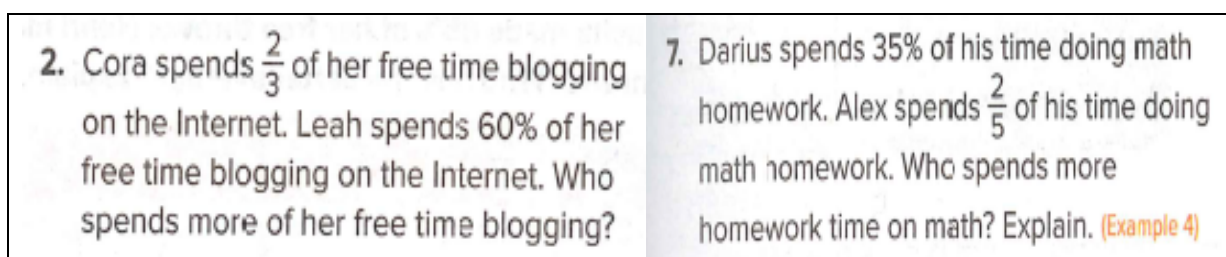 2. Cora spends 2/3 of her free time blogging
on the Internet. Leah spends 60% of her
free time blogging on the Internet. Who
spends more of her free time blogging?
7. Darius spends 35% of his time doing math
homework. Alex spends 2/5 of his time doing
math homework. Who spends more
homework time on math? Explain. (Example 4)